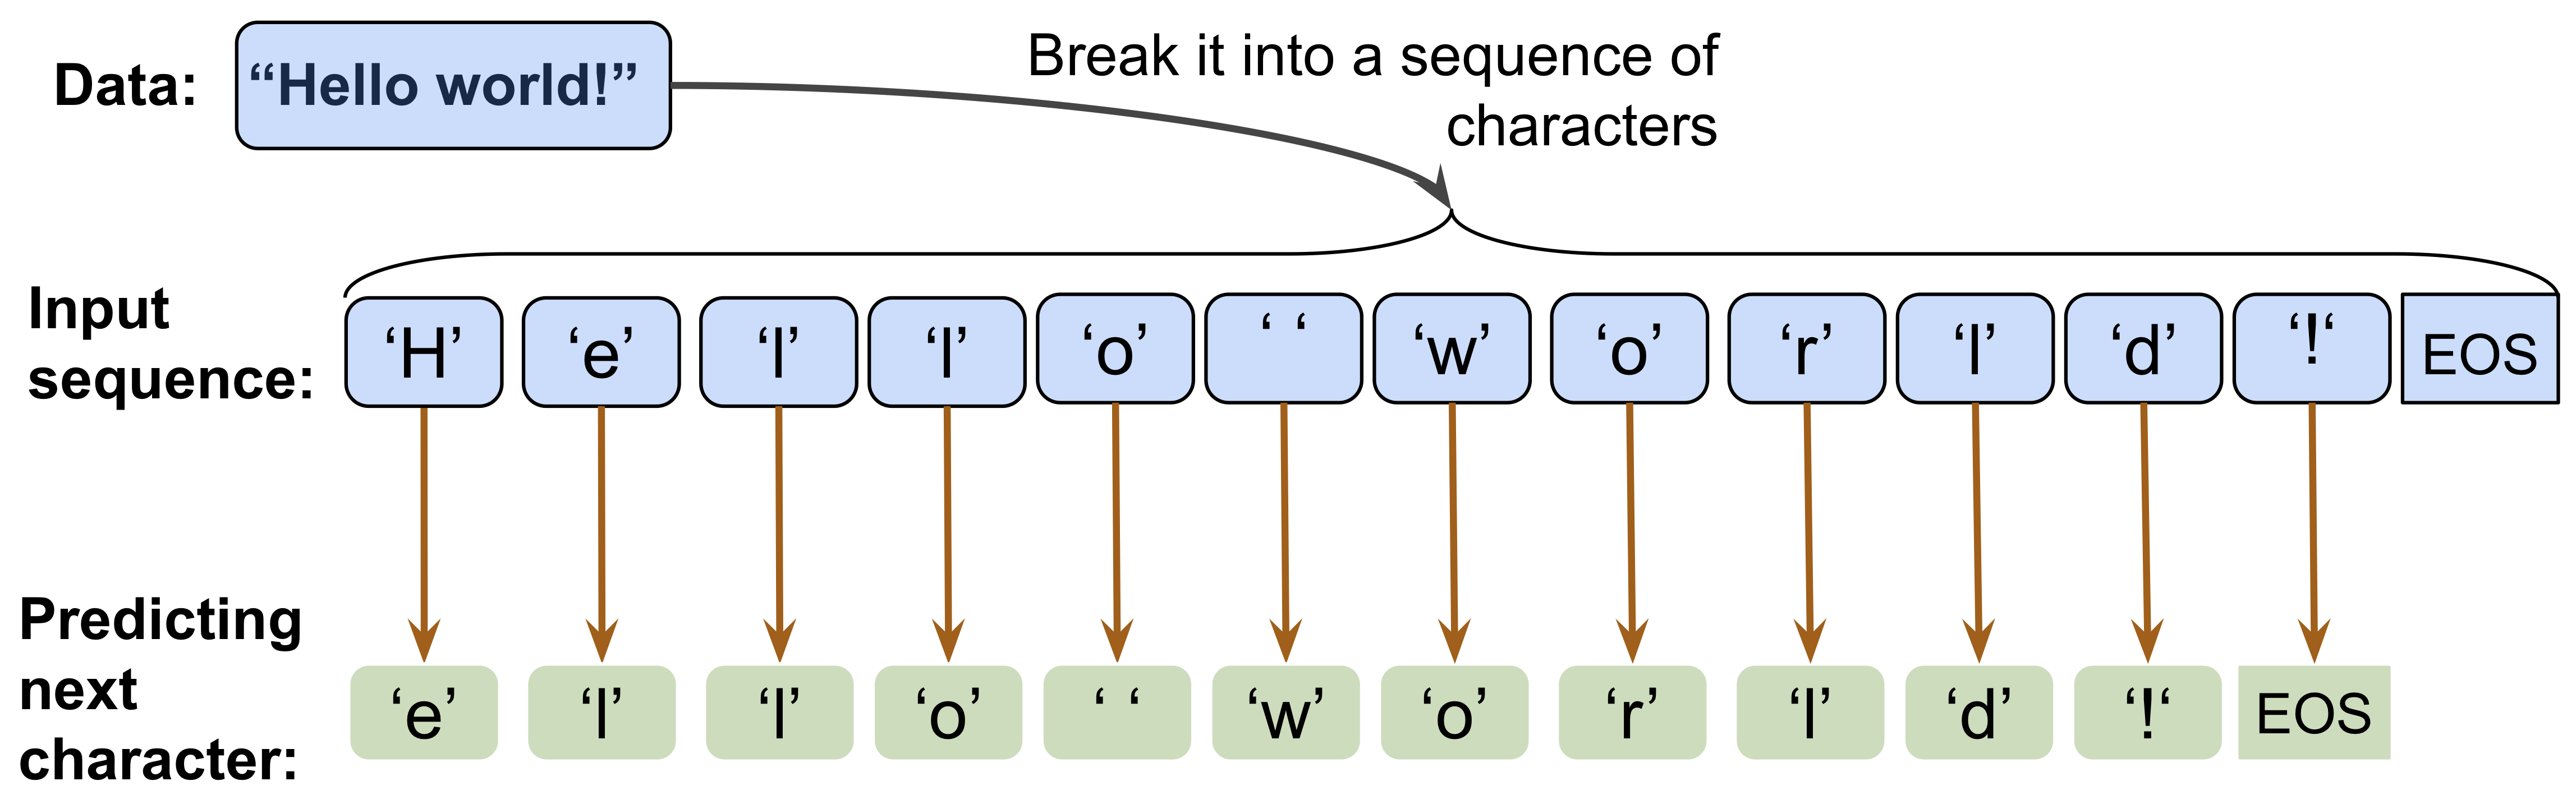 Data: “Hello world!” Break it into a sequence of
characters
Input
sequence: ‘H’ ‘e’ ‘l’ ‘l’ ‘o’ ‘ ‘ ‘w’ ‘o’ ‘r’ ‘l’ ‘d’ ‘!‘ EOS
Predicting
next
character: ‘e’ ‘l’ ‘l’ ‘o’ ‘ ‘ ‘w’ ‘o’ ‘r’ ‘l’ ‘d’ ‘!‘ EOS